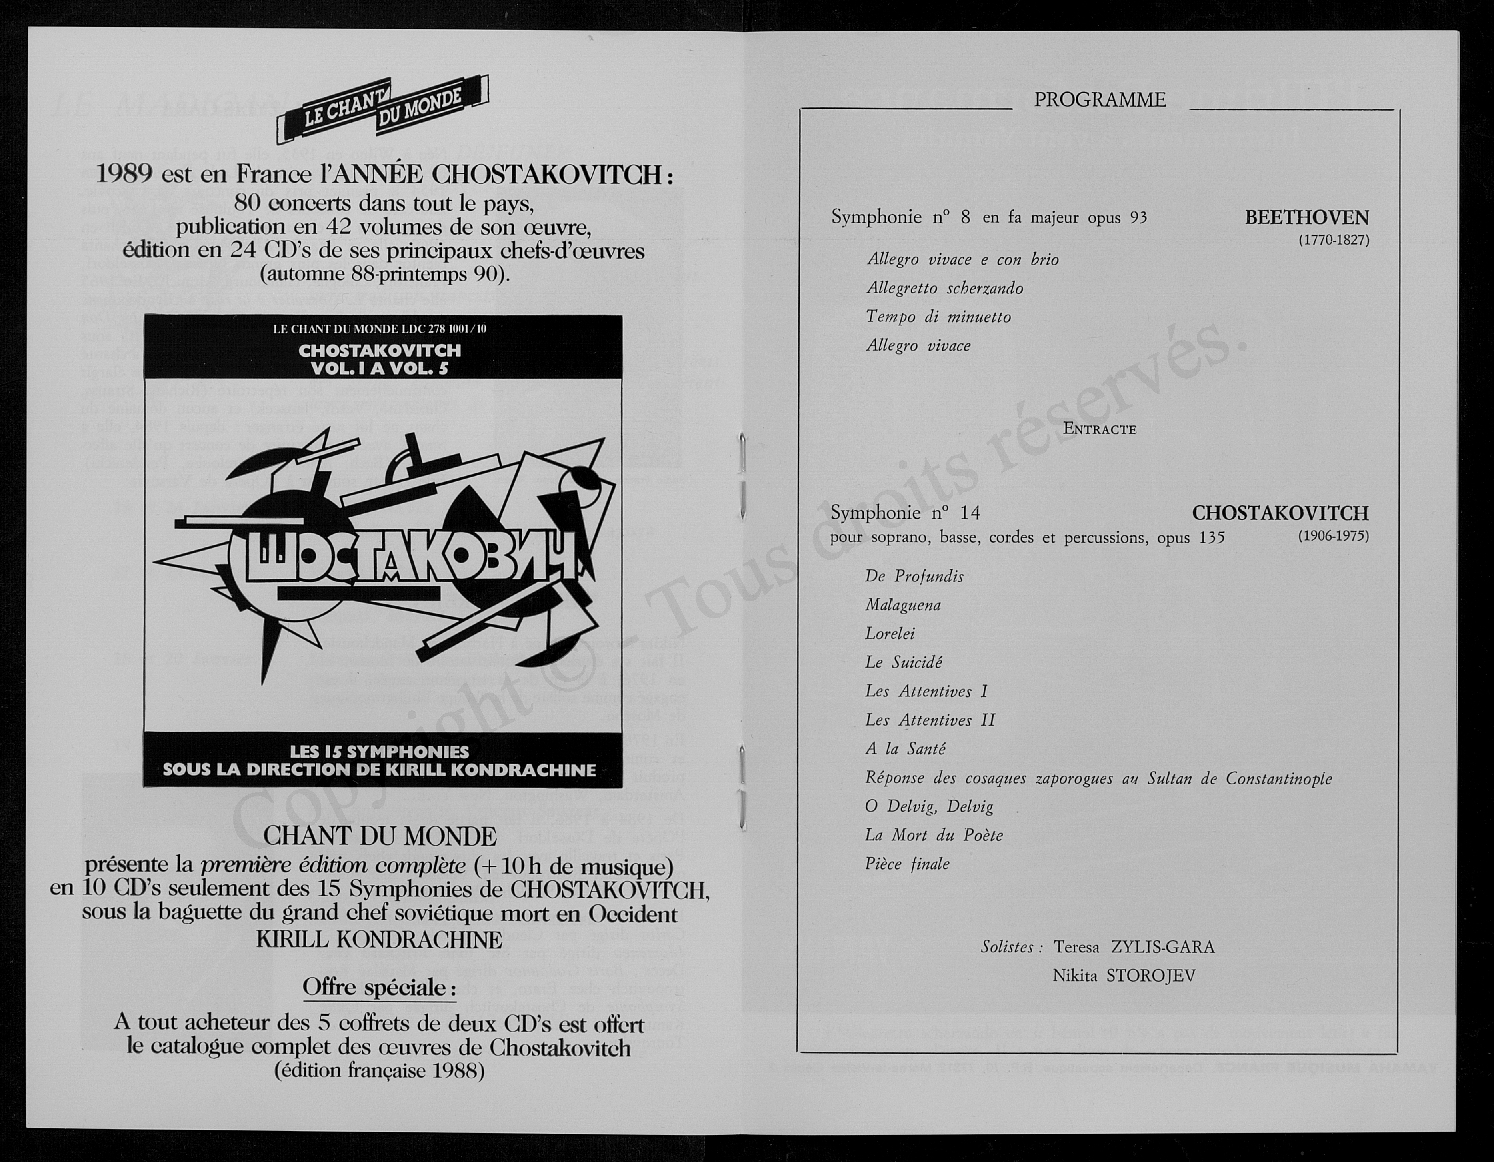 LE CHANT DU MONDE
1989 est en France l'ANNÉE CHOSTAKOVITCH :
80 concerts dans tout le pays,
publication en 42 volumes de son œuvre,
édition en 24 CD's de ses principaux chefs-d'œuvres
(automne 88-printemps 90).
LE CHANT DU MONDE LDC 278 1001/10
CHOSTAKOVITCH
VOL. 1 A VOL. 5
ШОСТАКОВИЧ
LES 15 SYMPHONIES
SOUS LA DIRECTION DE KIRILL KONDRACHINE
CHANT DU MONDE
présente la première édition complète (+ 10 h de musique)
en 10 CD's seulement des 15 Symphonies de CHOSTAKOVITCH,
sous la baguette du grand chef soviétique mort en Occident
KIRILL KONDRACHINE
Offre spéciale :
A tout acheteur des 5 coffrets de deux CD's est offert
le catalogue complet des œuvres de Chostakovitch
(édition française 1988)
PROGRAMME
Symphonie n° 8 en fa majeur opus 93 BEETHOVEN
(1770-1827)
Allegro vivace e con brio
Allegretto scherzando
Tempo di minuetto
Allegro vivace
ENTRACTE
Symphonie n° 14 CHOSTAKOVITCH
pour soprano, basse, cordes et percussions, opus 135 (1906-1975)
De Profundis
Malaguena
Lorelei
Le Suicidé
Les Attentives I
Les Attentives II
A la Santé
Réponse des cosaques zaporogues au Sultan de Constantinople
O Delvig, Delvig
La Mort du Poète
Pièce finale
Solistes : Teresa ZYLIS-GARA
Nikita STOROJEV
Copyright © - Tous droits réservés.